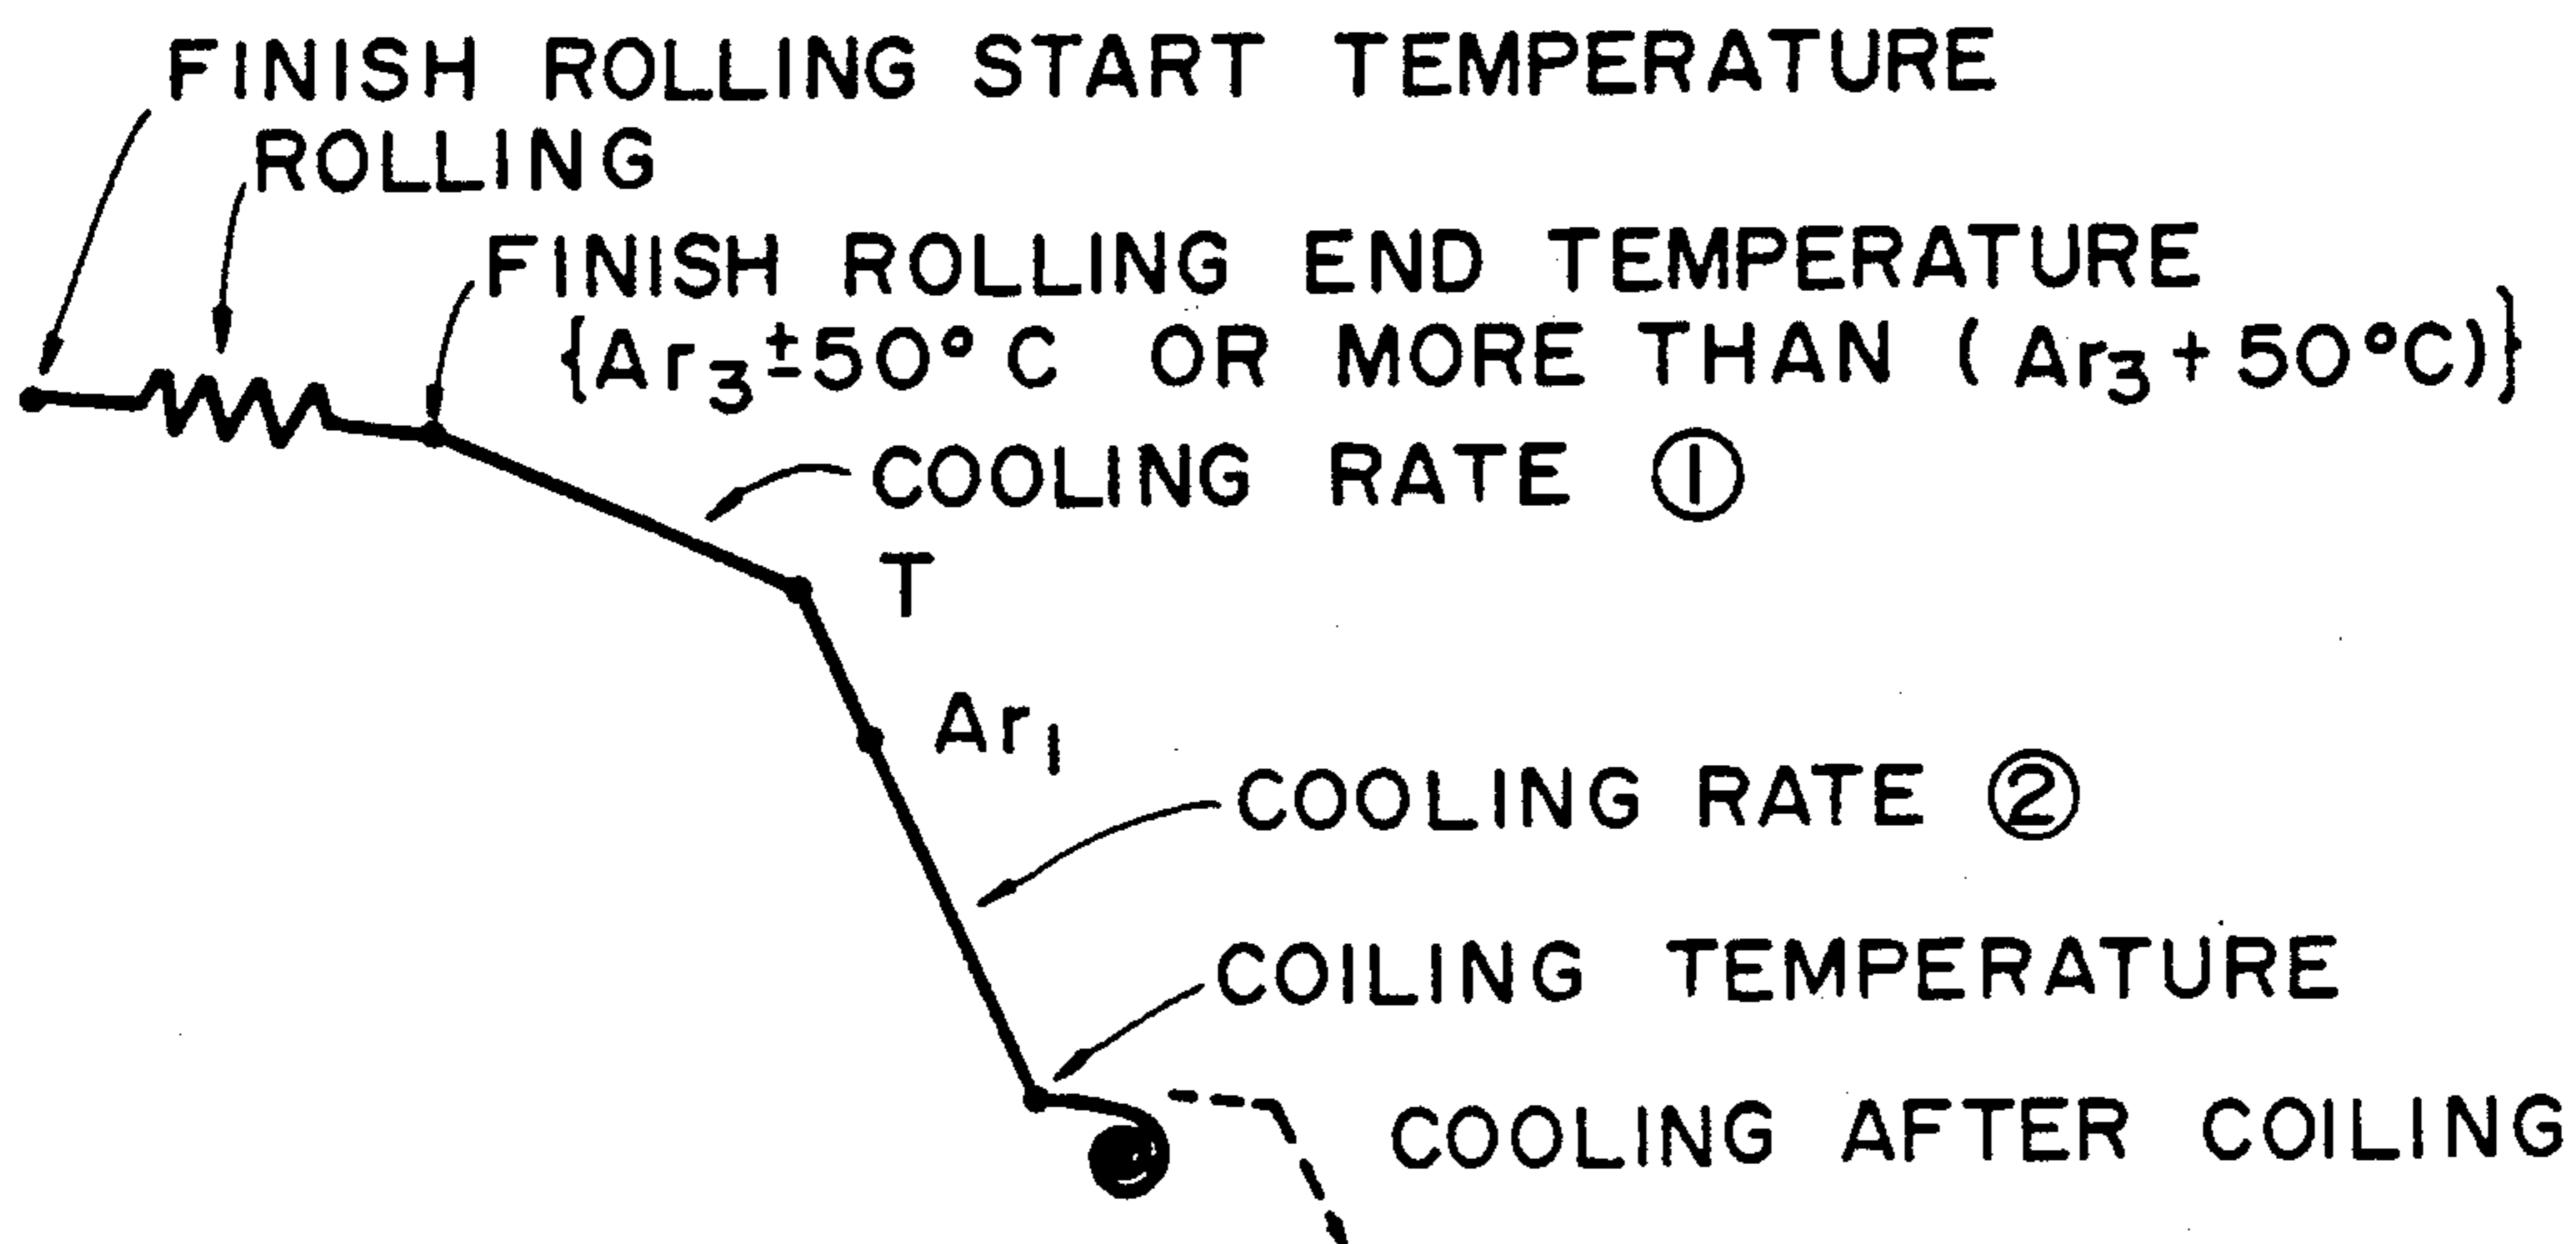 FINISH ROLLING START TEMPERATURE
ROLLING
FINISH ROLLING END TEMPERATURE
{Ar₃±50°C OR MORE THAN (Ar₃+50°C)}
COOLING RATE ①
T
Ar₁
COOLING RATE ②
COILING TEMPERATURE
COOLING AFTER COILING